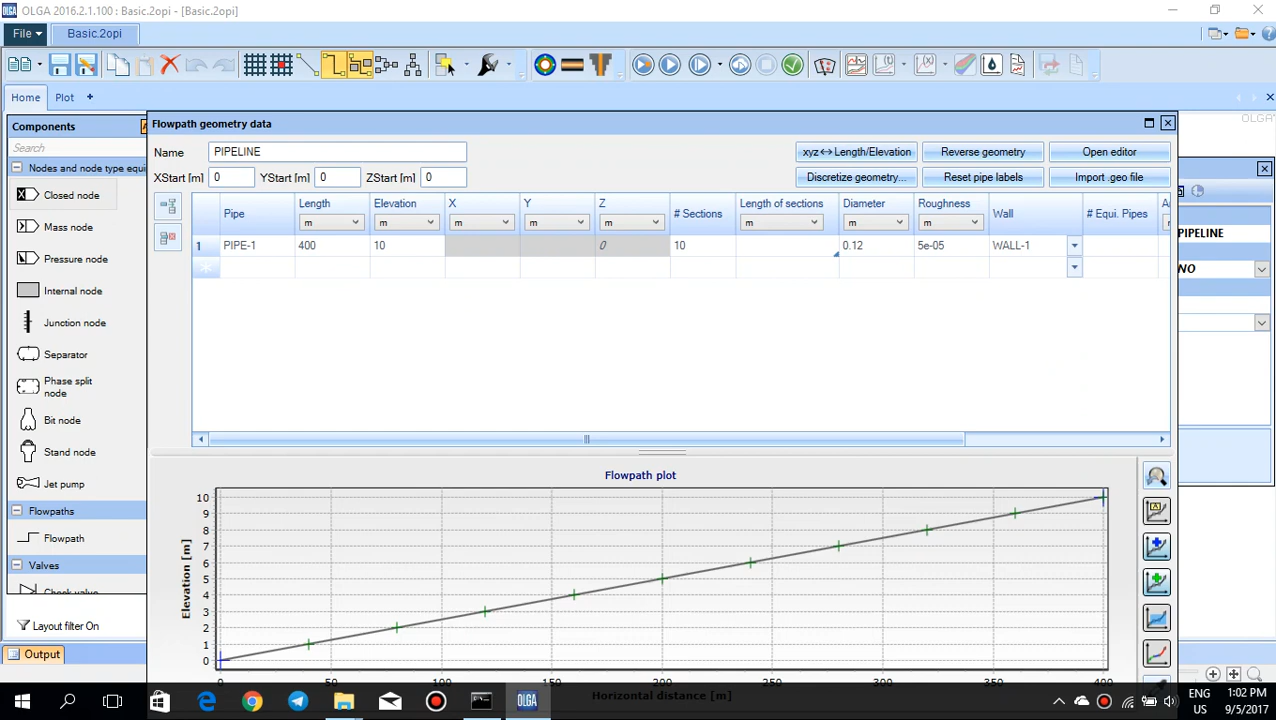 OLGA 2016.2.1.100 : Basic.2opi - [Basic.2opi]
File
Basic.2opi
Home
Plot
OLGA
Components
Search
Nodes and node type equi
Closed node
Mass node
Pressure node
Internal node
Junction node
Separator
Phase split
node
Bit node
Stand node
Jet pump
Flowpaths
Flowpath
Valves
Check valve
Layout filter On
Output
Flowpath geometry data
Name PIPELINE
xyz<->Length/Elevation Reverse geometry Open editor
XStart [m] 0 YStart [m] 0 ZStart [m] 0
Discretize geometry... Reset pipe labels Import .geo file
Pipe Length Elevation X Y Z # Sections Length of sections Diameter Roughness Wall # Equi. Pipes
m m m m m m m m
1 PIPE-1 400 10 0 10 0.12 5e-05 WALL-1
PIPELINE
NO
Flowpath plot
Elevation [m]
10
9
8
7
6
5
4
3
2
1
0
0 50 100 150 200 250 300 350 400
Horizontal distance [m]
OLGA
ENG 1:02 PM
US 9/5/2017